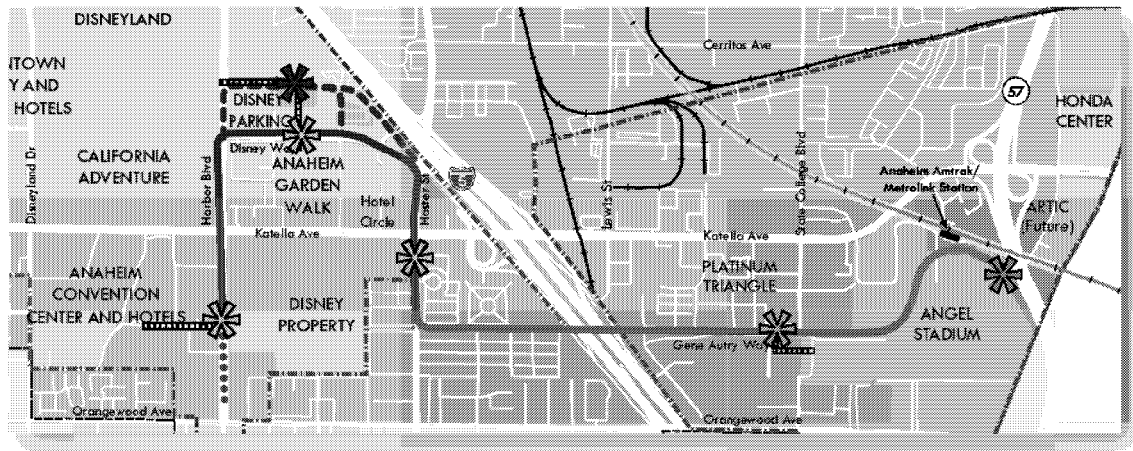 DISNEYLAND
Cerritos Ave
NTOWN
Y AND
HOTELS
57
HONDA
CENTER
DISNEY
PARKING
Disney Wa
CALIFORNIA
ADVENTURE
Disneyland Dr
Harbor Blvd
ANAHEIM
GARDEN
WALK
Hotel
Circle
Haster St
Lewis St
State College Blvd
Anaheim Amtrak/
Metrolink Station
ARTIC
(Future)
Katella Ave
Katella Ave
ANAHEIM
CONVENTION
CENTER AND HOTELS
DISNEY
PROPERTY
PLATINUM
TRIANGLE
ANGEL
STADIUM
Gene Autry Wa
Orangewood Ave
Orangewood Ave